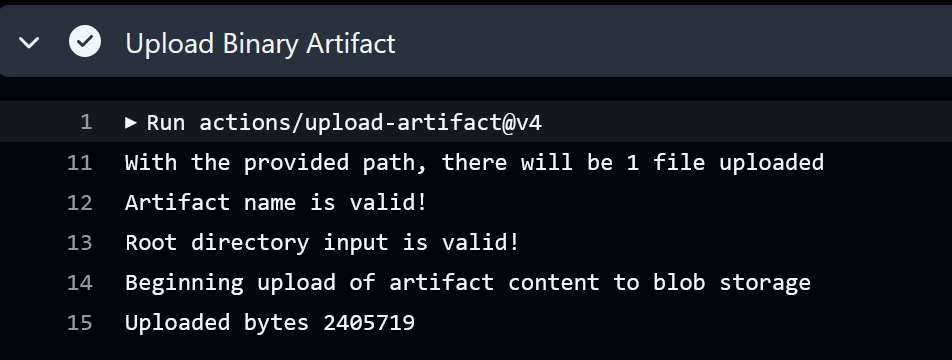 Upload Binary Artifact
1 ▶ Run actions/upload-artifact@v4
11 With the provided path, there will be 1 file uploaded
12 Artifact name is valid!
13 Root directory input is valid!
14 Beginning upload of artifact content to blob storage
15 Uploaded bytes 2405719